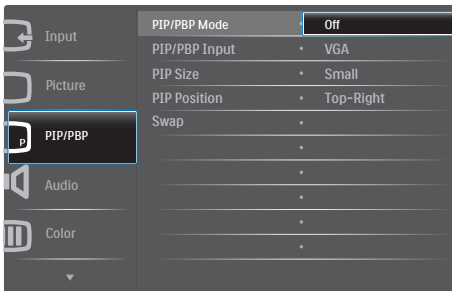 Input
Picture
P
PIP/PBP
Audio
Color
PIP/PBP Mode • Off
PIP/PBP Input • VGA
PIP Size • Small
PIP Position • Top-Right
Swap •